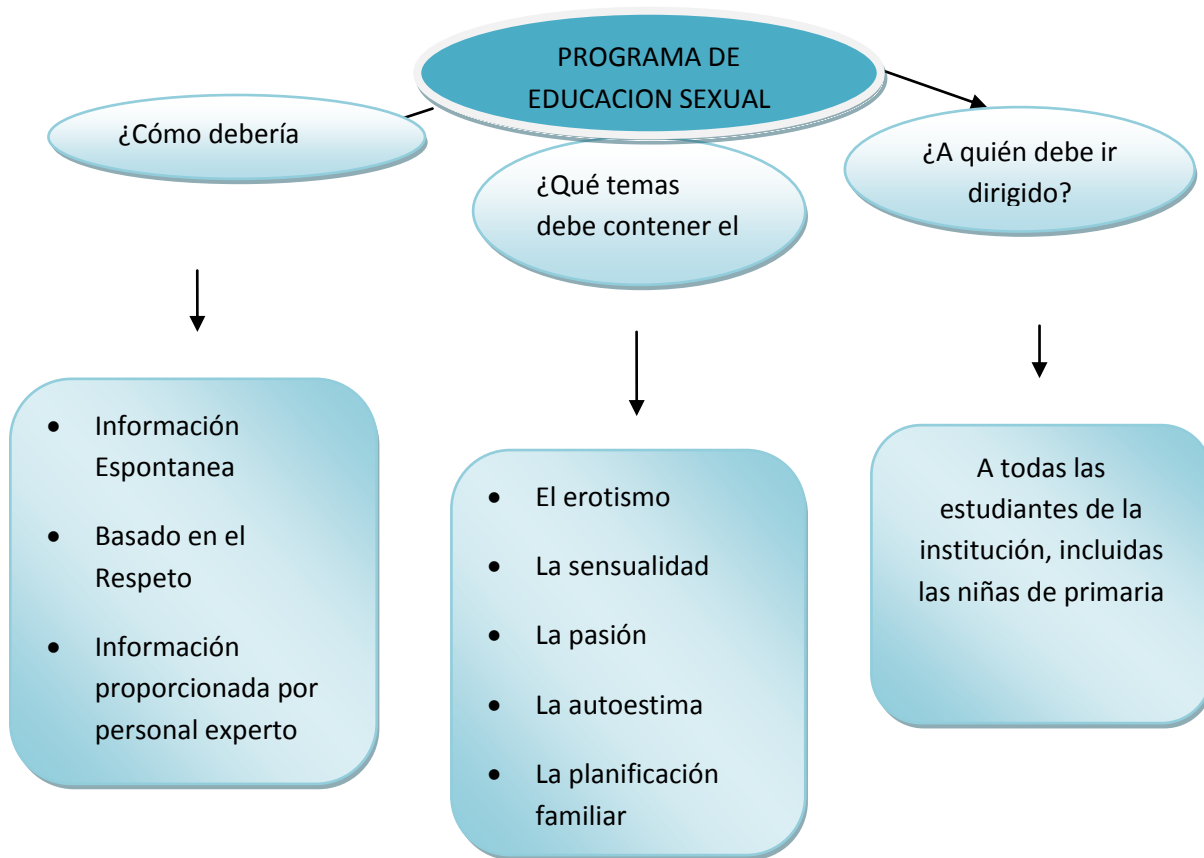 PROGRAMA DE
EDUCACION SEXUAL
¿Cómo debería
¿Qué temas
debe contener el
¿A quién debe ir
dirigido?
• Información
Espontanea
• Basado en el
Respeto
• Información
proporcionada por
personal experto
• El erotismo
• La sensualidad
• La pasión
• La autoestima
• La planificación
familiar
A todas las
estudiantes de la
institución, incluidas
las niñas de primaria